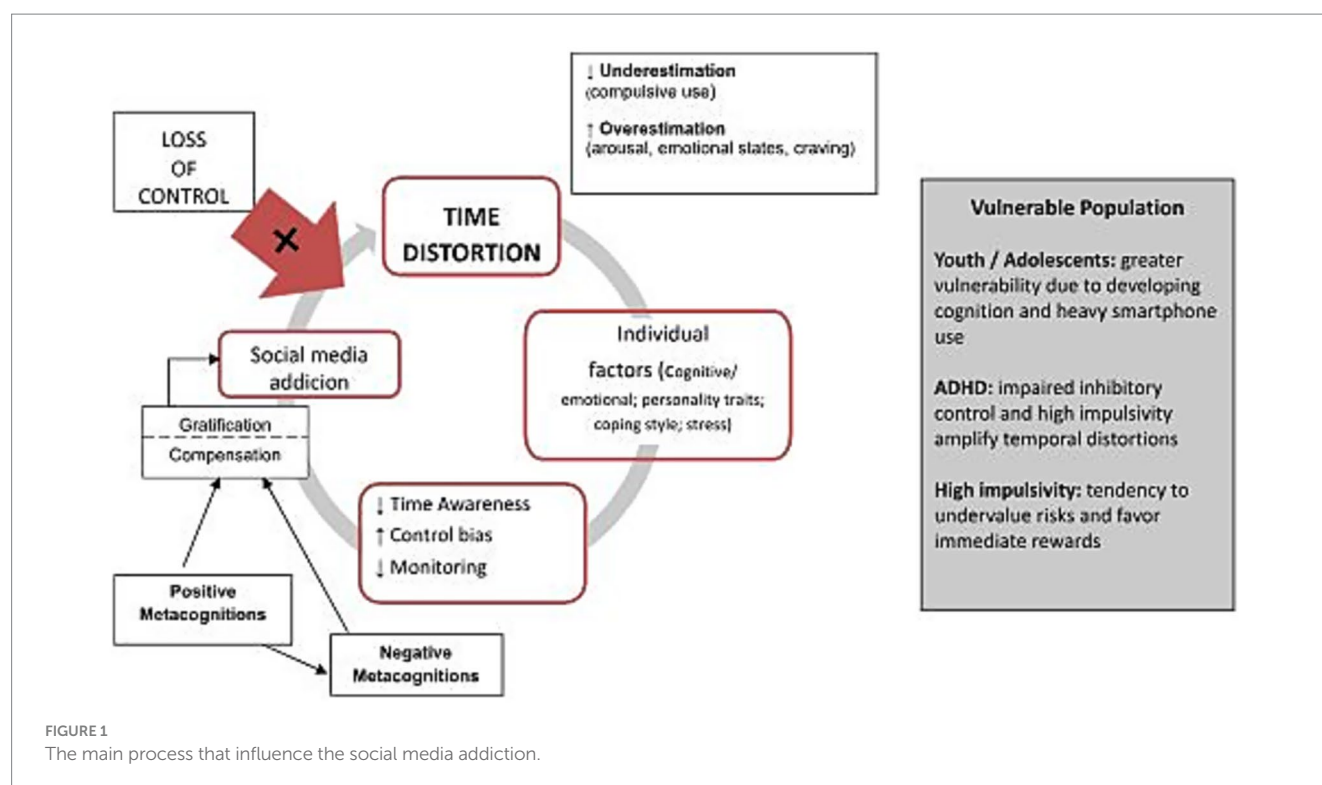 LOSS
OF
CONTROL
↓ Underestimation
(compulsive use)
↑ Overestimation
(arousal, emotional states, craving)
TIME
DISTORTION
Individual
factors (Cognitive/
emotional; personality traits;
coping style; stress)
Social media
addicion
Gratification
Compensation
↓ Time Awareness
↑ Control bias
↓ Monitoring
Positive
Metacognitions
Negative
Metacognitions
Vulnerable Population
Youth / Adolescents: greater
vulnerability due to developing
cognition and heavy smartphone
use
ADHD: impaired inhibitory
control and high impulsivity
amplify temporal distortions
High impulsivity: tendency to
undervalue risks and favor
immediate rewards
FIGURE 1
The main process that influence the social media addiction.